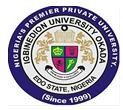 NIGERIA'S PREMIER PRIVATE UNIVERSITY
IGBINEDION UNIVERSITY OKADA
EDO STATE, NIGERIA
(Since 1999)